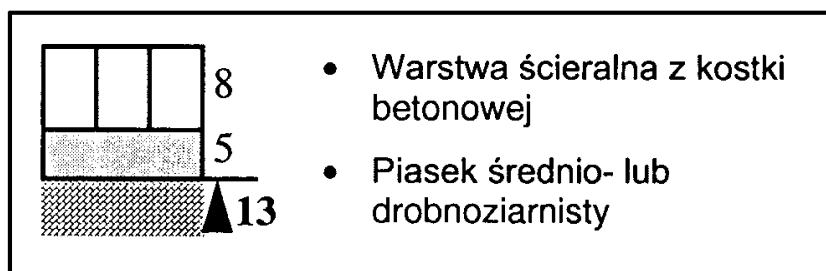 8
5
13
• Warstwa ścieralna z kostki
betonowej
• Piasek średnio- lub
drobnoziarnisty